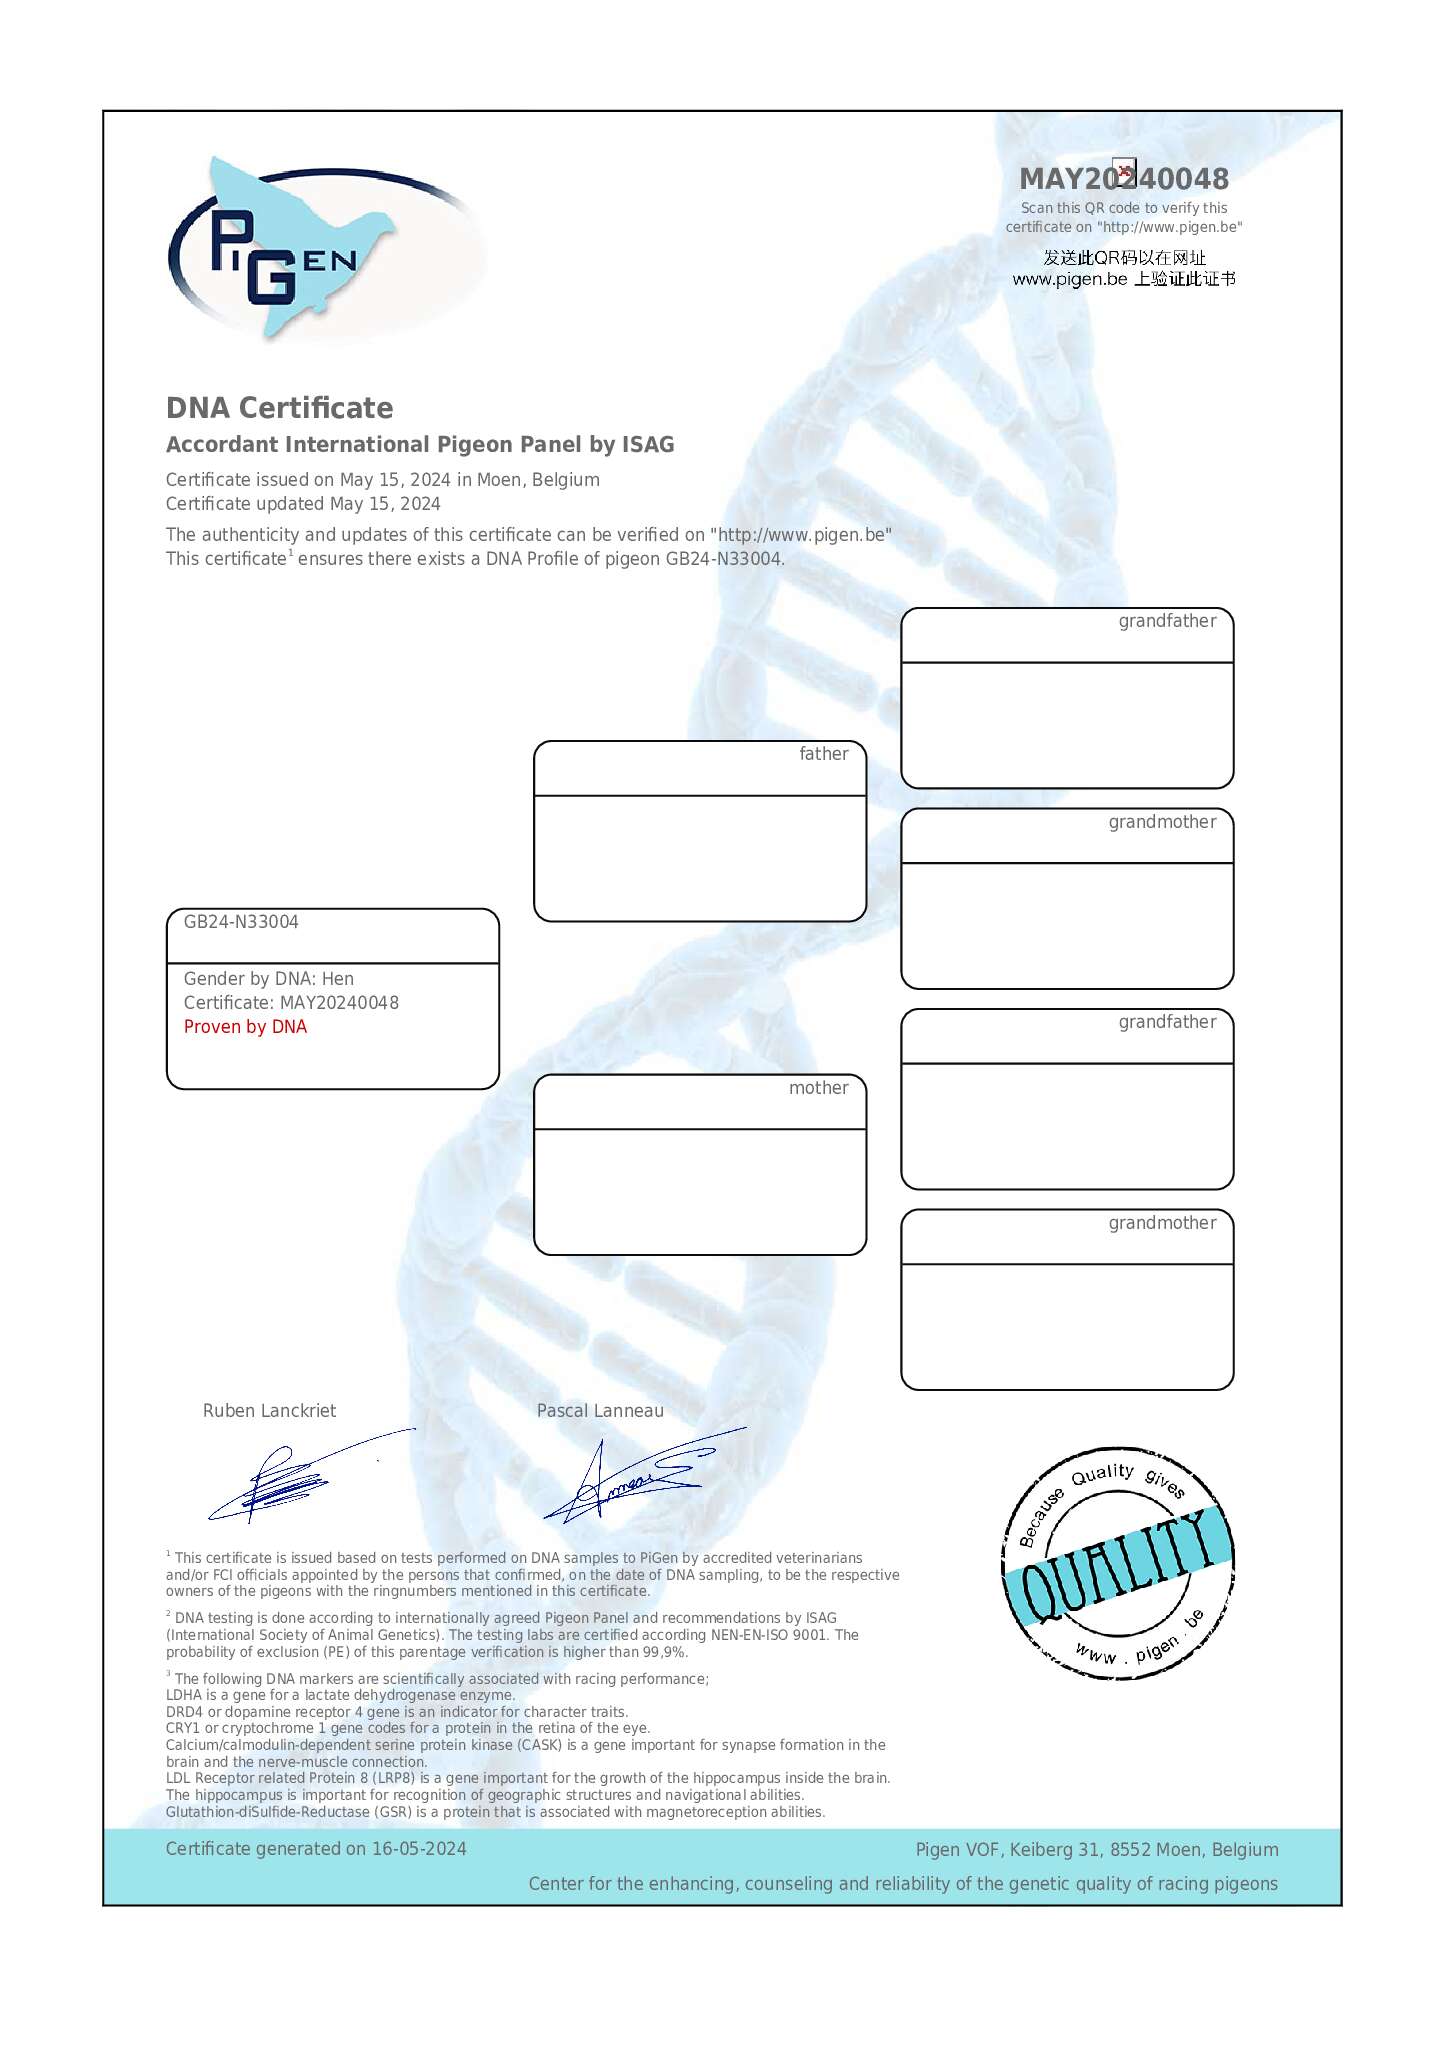 PiGEN
MAY20240048
Scan this QR code to verify this
certificate on "http://www.pigen.be"
发送此QR码以在网址
www.pigen.be 上验证此证书
DNA Certificate
Accordant International Pigeon Panel by ISAG
Certificate issued on May 15, 2024 in Moen, Belgium
Certificate updated May 15, 2024
The authenticity and updates of this certificate can be verified on "http://www.pigen.be"
This certificate¹ ensures there exists a DNA Profile of pigeon GB24-N33004.
grandfather
father
grandmother
GB24-N33004
Gender by DNA: Hen
Certificate: MAY20240048
Proven by DNA
grandfather
mother
grandmother
Ruben Lanckriet
Pascal Lanneau
Because Quality gives
QUALITY
www . pigen . be
¹ This certificate is issued based on tests performed on DNA samples to PiGen by accredited veterinarians
and/or FCI officials appointed by the persons that confirmed, on the date of DNA sampling, to be the respective
owners of the pigeons with the ringnumbers mentioned in this certificate.
² DNA testing is done according to internationally agreed Pigeon Panel and recommendations by ISAG
(International Society of Animal Genetics). The testing labs are certified according NEN-EN-ISO 9001. The
probability of exclusion (PE) of this parentage verification is higher than 99,9%.
³ The following DNA markers are scientifically associated with racing performance;
LDHA is a gene for a lactate dehydrogenase enzyme.
DRD4 or dopamine receptor 4 gene is an indicator for character traits.
CRY1 or cryptochrome 1 gene codes for a protein in the retina of the eye.
Calcium/calmodulin-dependent serine protein kinase (CASK) is a gene important for synapse formation in the
brain and the nerve-muscle connection.
LDL Receptor related Protein 8 (LRP8) is a gene important for the growth of the hippocampus inside the brain.
The hippocampus is important for recognition of geographic structures and navigational abilities.
Glutathion-diSulfide-Reductase (GSR) is a protein that is associated with magnetoreception abilities.
Certificate generated on 16-05-2024
Pigen VOF, Keiberg 31, 8552 Moen, Belgium
Center for the enhancing, counseling and reliability of the genetic quality of racing pigeons